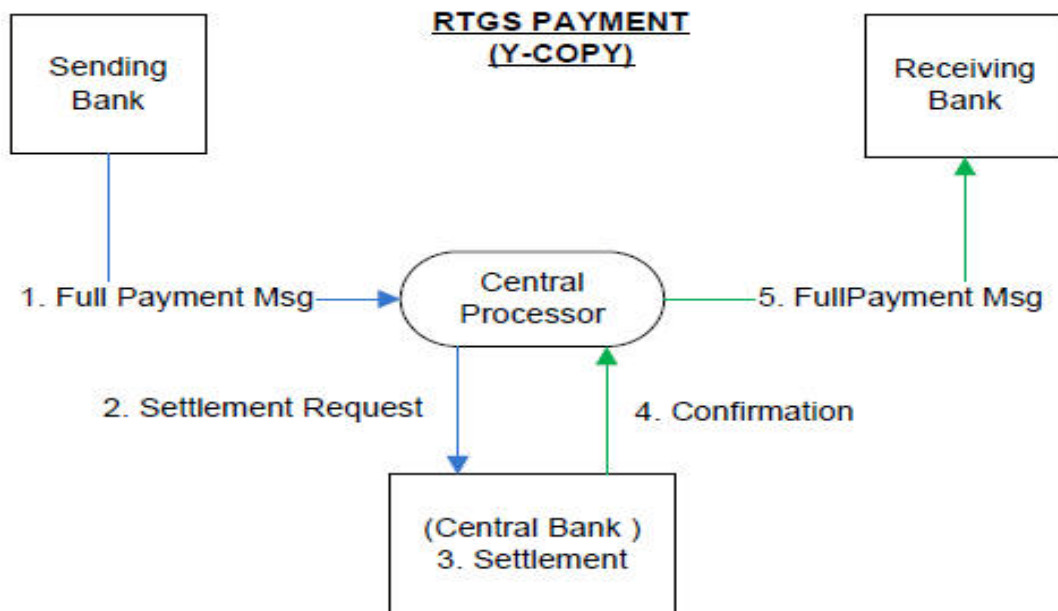 RTGS PAYMENT
(Y-COPY)
Sending
Bank
Receiving
Bank
1. Full Payment Msg
Central
Processor
5. FullPayment Msg
2. Settlement Request
4. Confirmation
(Central Bank )
3. Settlement